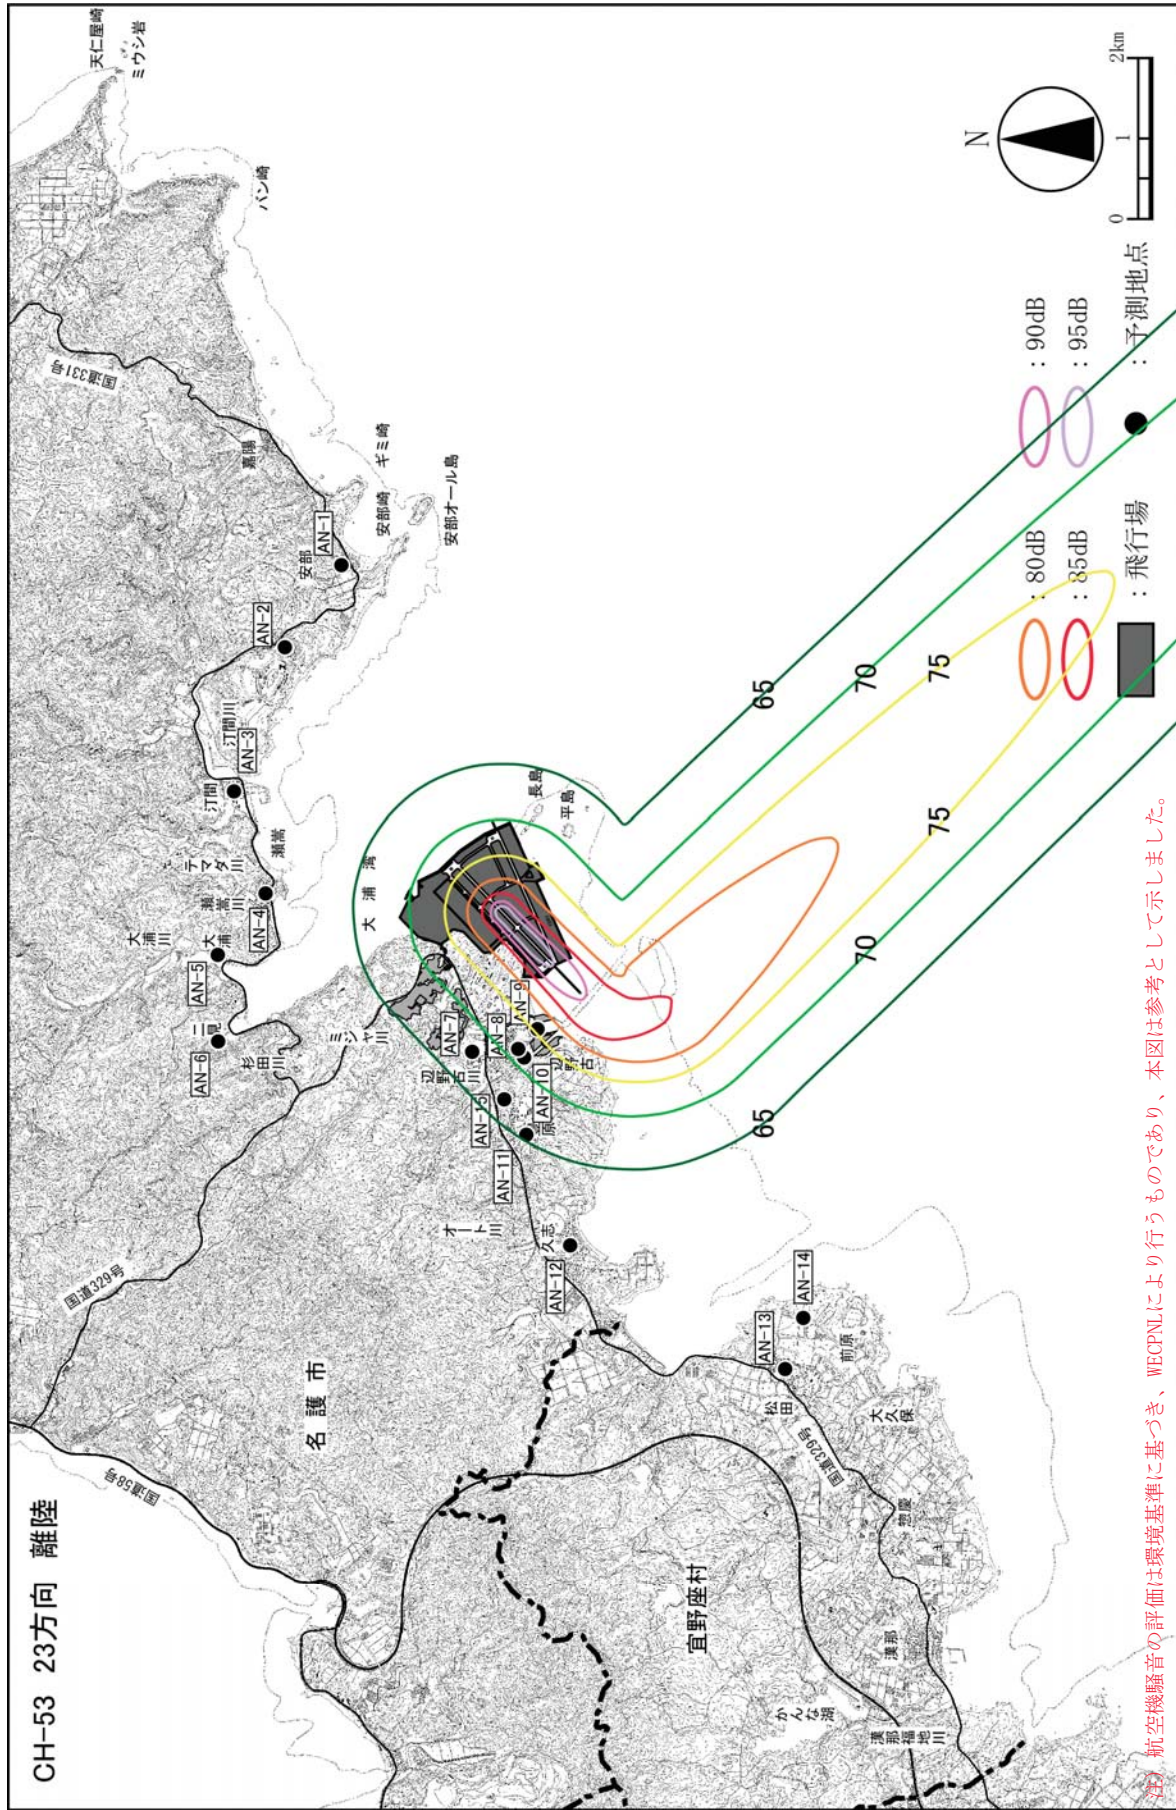 CH-53 23方向 離陸
天仁屋崎
ミウシ岩
バン崎
国道331号
嘉陽
ギミ崎
安部崎
安部オール島
安部
AN-1
AN-2
汀間川
AN-3
汀間
テマダ川
瀬嵩
瀬嵩川
AN-4
大浦川
大浦
AN-5
二見
AN-6
杉田川
大浦湾
長島
平島
ミジャ川
AN-7
辺野古川
AN-8
AN-9
辺野古
AN-10
AN-15
AN-11
オート川
久志
AN-12
国道329号
国道58号
名護市
AN-13
AN-14
前原
松田
大久保
国道329号
惣慶
宜野座村
漢那
かんな湖
漢那福地川
65
70
75
75
70
65
N
0 1 2km
: 80dB
: 90dB
: 85dB
: 95dB
: 飛行場
: 予測地点
注) 航空機騒音の評価は環境基準に基づき、WECPNLにより行うものであり、本図は参考として示しました。